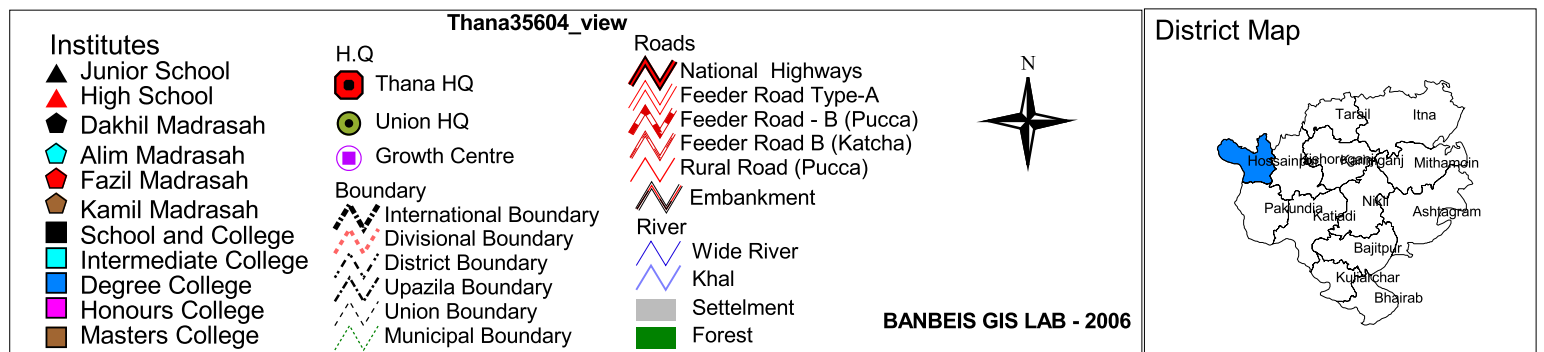 Thana35604_view
Institutes
Junior School
High School
Dakhil Madrasah
Alim Madrasah
Fazil Madrasah
Kamil Madrasah
School and College
Intermediate College
Degree College
Honours College
Masters College
H.Q
Thana HQ
Union HQ
Growth Centre
Boundary
International Boundary
Divisional Boundary
District Boundary
Upazila Boundary
Union Boundary
Municipal Boundary
Roads
National Highways
Feeder Road Type-A
Feeder Road - B (Pucca)
Feeder Road B (Katcha)
Rural Road (Pucca)
Embankment
River
Wide River
Khal
Settelment
Forest
N
BANBEIS GIS LAB - 2006
District Map
Tarail
Itna
Mithamoin
Pakundia
Katiadi
Nikli
Ashtagram
Bajitpur
Kuliarchar
Bhairab